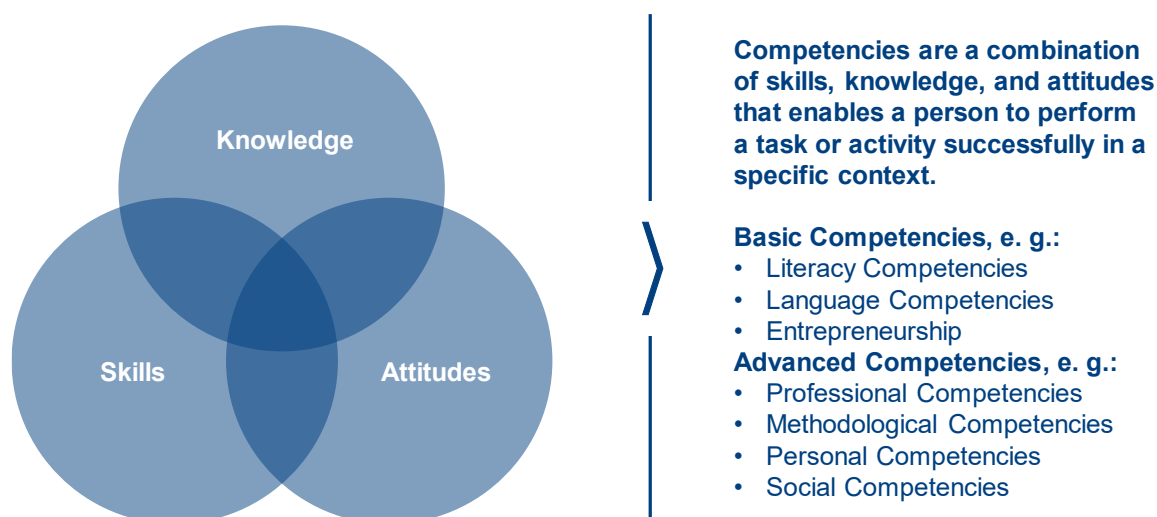 Knowledge
Skills
Attitudes
Competencies are a combination
of skills, knowledge, and attitudes
that enables a person to perform
a task or activity successfully in a
specific context.
Basic Competencies, e. g.:
• Literacy Competencies
• Language Competencies
• Entrepreneurship
Advanced Competencies, e. g.:
• Professional Competencies
• Methodological Competencies
• Personal Competencies
• Social Competencies